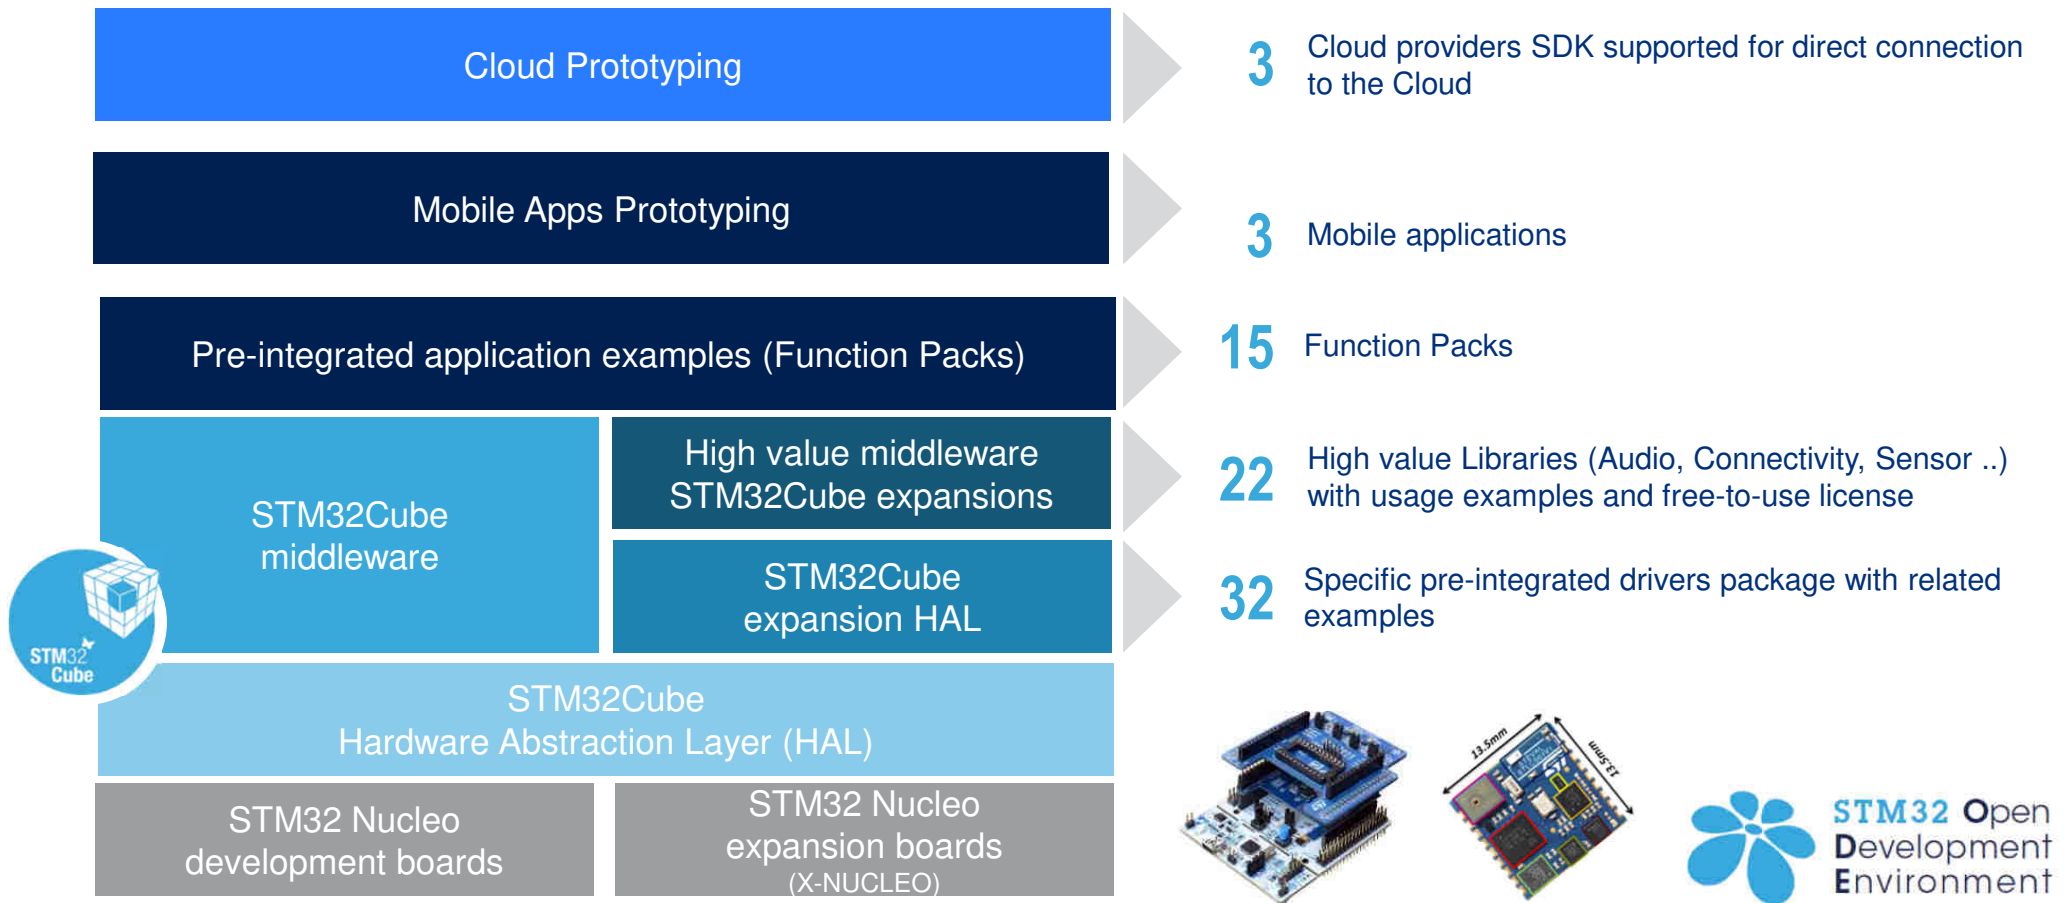 Cloud Prototyping
3
Cloud providers SDK supported for direct connection
to the Cloud
Mobile Apps Prototyping
3
Mobile applications
Pre-integrated application examples (Function Packs)
15
Function Packs
STM32Cube
middleware
High value middleware
STM32Cube expansions
22
High value Libraries (Audio, Connectivity, Sensor ..)
with usage examples and free-to-use license
STM32Cube
expansion HAL
32
Specific pre-integrated drivers package with related
examples
STM32
Cube
STM32Cube
Hardware Abstraction Layer (HAL)
STM32 Nucleo
development boards
STM32 Nucleo
expansion boards
(X-NUCLEO)
13.5mm
13.5mm
STM32 Open
Development
Environment